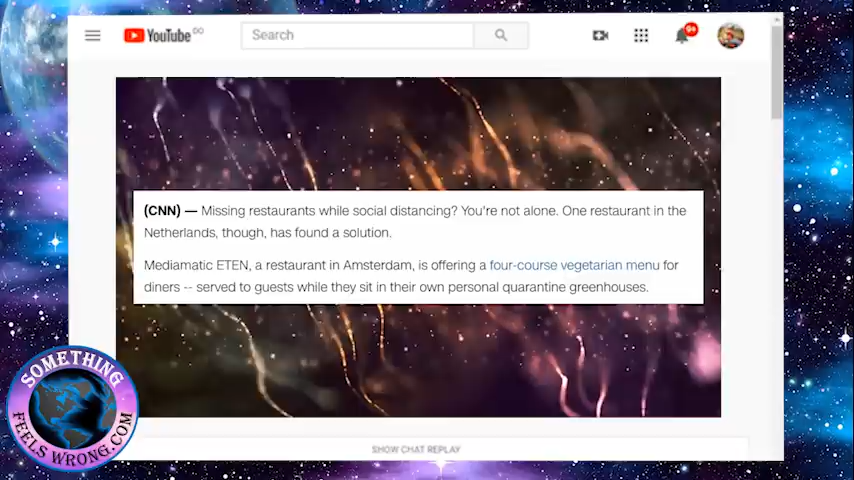 YouTube
Search
9+
(CNN) — Missing restaurants while social distancing? You're not alone. One restaurant in the
Netherlands, though, has found a solution.
Mediamatic ETEN, a restaurant in Amsterdam, is offering a four-course vegetarian menu for
diners -- served to guests while they sit in their own personal quarantine greenhouses.
SOMETHING
FEELS WRONG.COM
SHOW CHAT REPLAY